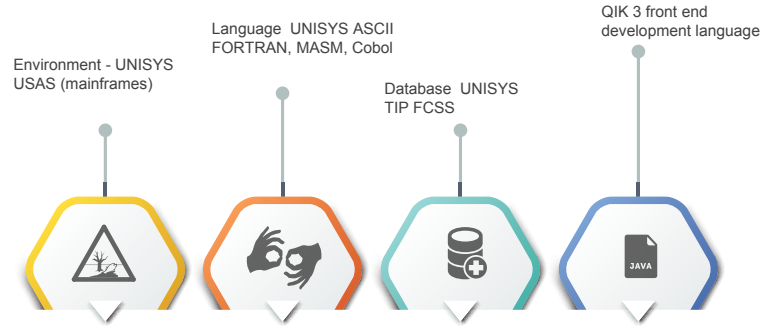 Environment - UNISYS
USAS (mainframes)
Language  UNISYS ASCII
FORTRAN, MASM, Cobol
Database  UNISYS
TIP FCSS
QIK 3 front end
development language
JAVA